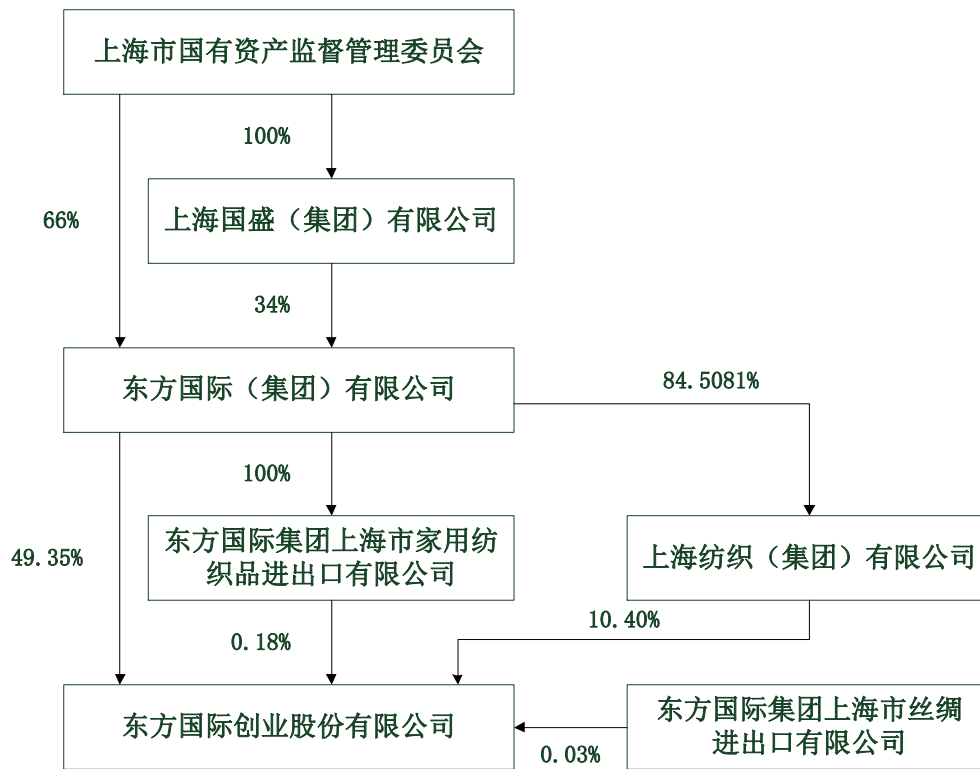 上海市国有资产监督管理委员会
100%
66%
上海国盛（集团）有限公司
34%
东方国际（集团）有限公司
84.5081%
100%
49.35%
东方国际集团上海市家用纺
织品进出口有限公司
上海纺织（集团）有限公司
10.40%
0.18%
东方国际创业股份有限公司
东方国际集团上海市丝绸
进出口有限公司
0.03%